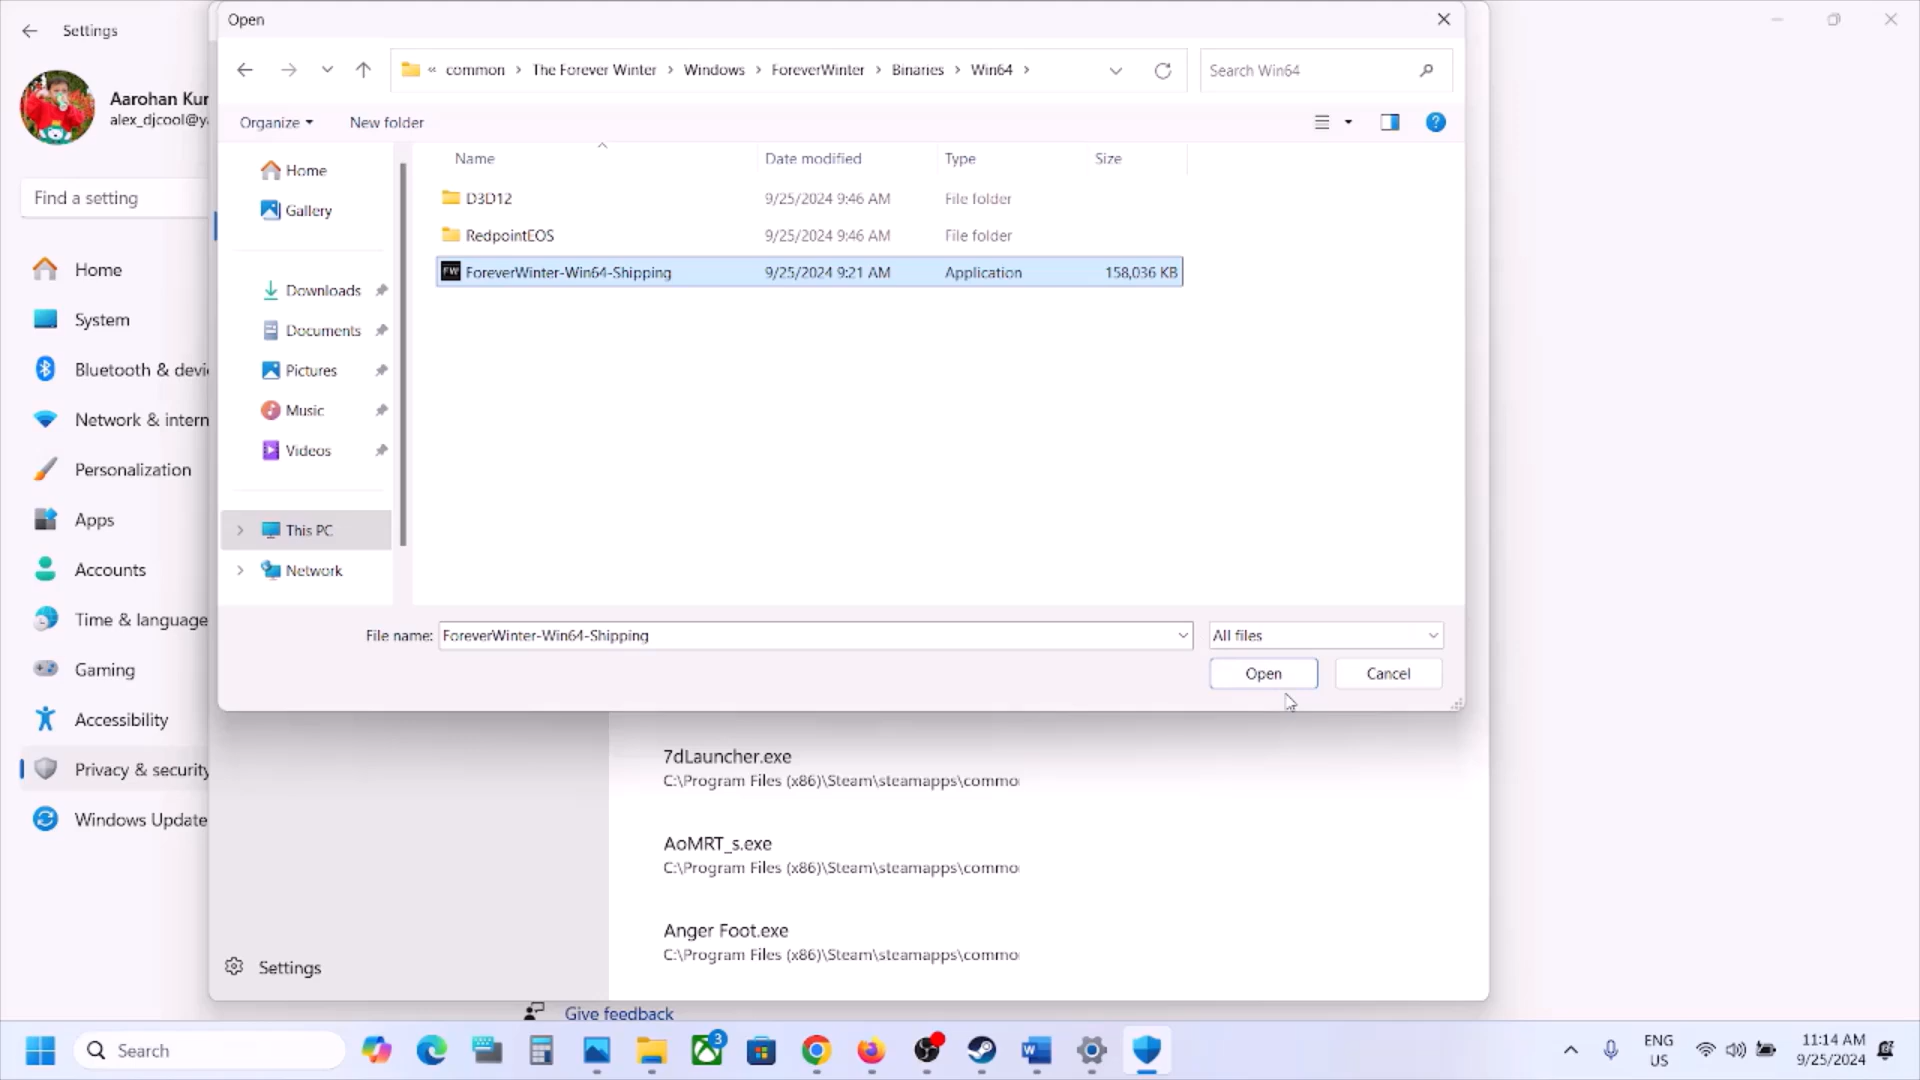 Settings
Aarohan Kur
alex_djcool@y
Find a setting
Home
System
Bluetooth & devi
Network & intern
Personalization
Apps
Accounts
Time & language
Gaming
Accessibility
Privacy & security
Windows Update
Open
« common > The Forever Winter > Windows > ForeverWinter > Binaries > Win64 >
Search Win64
Organize
New folder
Home
Gallery
Downloads
Documents
Pictures
Music
Videos
This PC
Network
Name Date modified Type Size
D3D12 9/25/2024 9:46 AM File folder
RedpointEOS 9/25/2024 9:46 AM File folder
FW ForeverWinter-Win64-Shipping 9/25/2024 9:21 AM Application 158,036 KB
File name: ForeverWinter-Win64-Shipping
All files
Open
Cancel
7dLauncher.exe
C:\Program Files (x86)\Steam\steamapps\commo
AoMRT_s.exe
C:\Program Files (x86)\Steam\steamapps\commo
Anger Foot.exe
C:\Program Files (x86)\Steam\steamapps\commo
Settings
Give feedback
Search
3
ENG
US
11:14 AM
9/25/2024